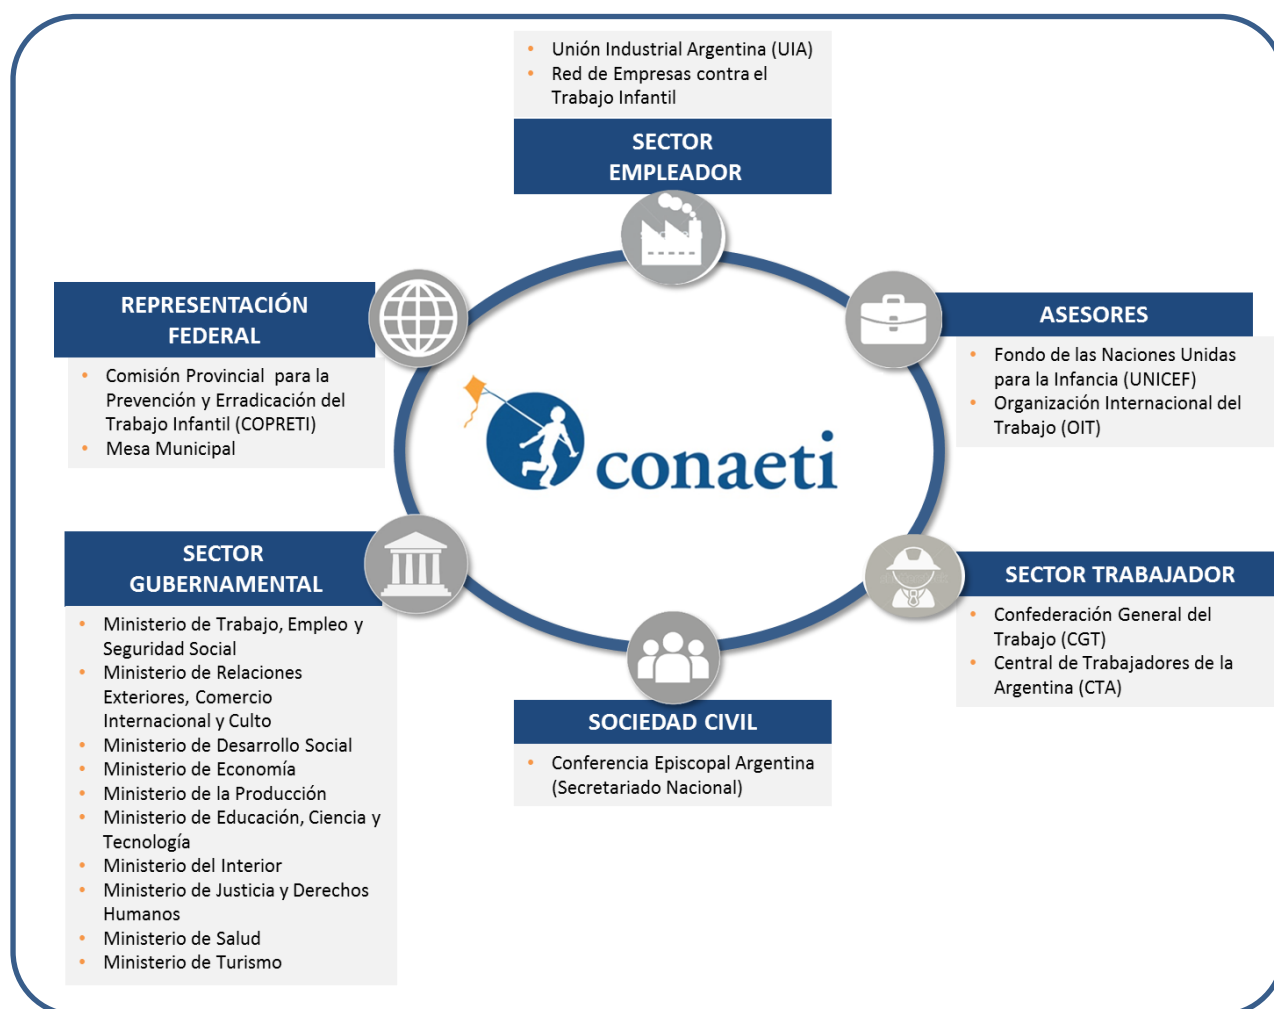 • Unión Industrial Argentina (UIA)
• Red de Empresas contra el
Trabajo Infantil
SECTOR
EMPLEADOR
REPRESENTACIÓN
FEDERAL
• Comisión Provincial para la
Prevención y Erradicación del
Trabajo Infantil (COPRETI)
• Mesa Municipal
ASESORES
• Fondo de las Naciones Unidas
para la Infancia (UNICEF)
• Organización Internacional del
Trabajo (OIT)
conaeti
SECTOR
GUBERNAMENTAL
• Ministerio de Trabajo, Empleo y
Seguridad Social
• Ministerio de Relaciones
Exteriores, Comercio
Internacional y Culto
• Ministerio de Desarrollo Social
• Ministerio de Economía
• Ministerio de la Producción
• Ministerio de Educación, Ciencia y
Tecnología
• Ministerio del Interior
• Ministerio de Justicia y Derechos
Humanos
• Ministerio de Salud
• Ministerio de Turismo
SECTOR TRABAJADOR
• Confederación General del
Trabajo (CGT)
• Central de Trabajadores de la
Argentina (CTA)
SOCIEDAD CIVIL
• Conferencia Episcopal Argentina
(Secretariado Nacional)